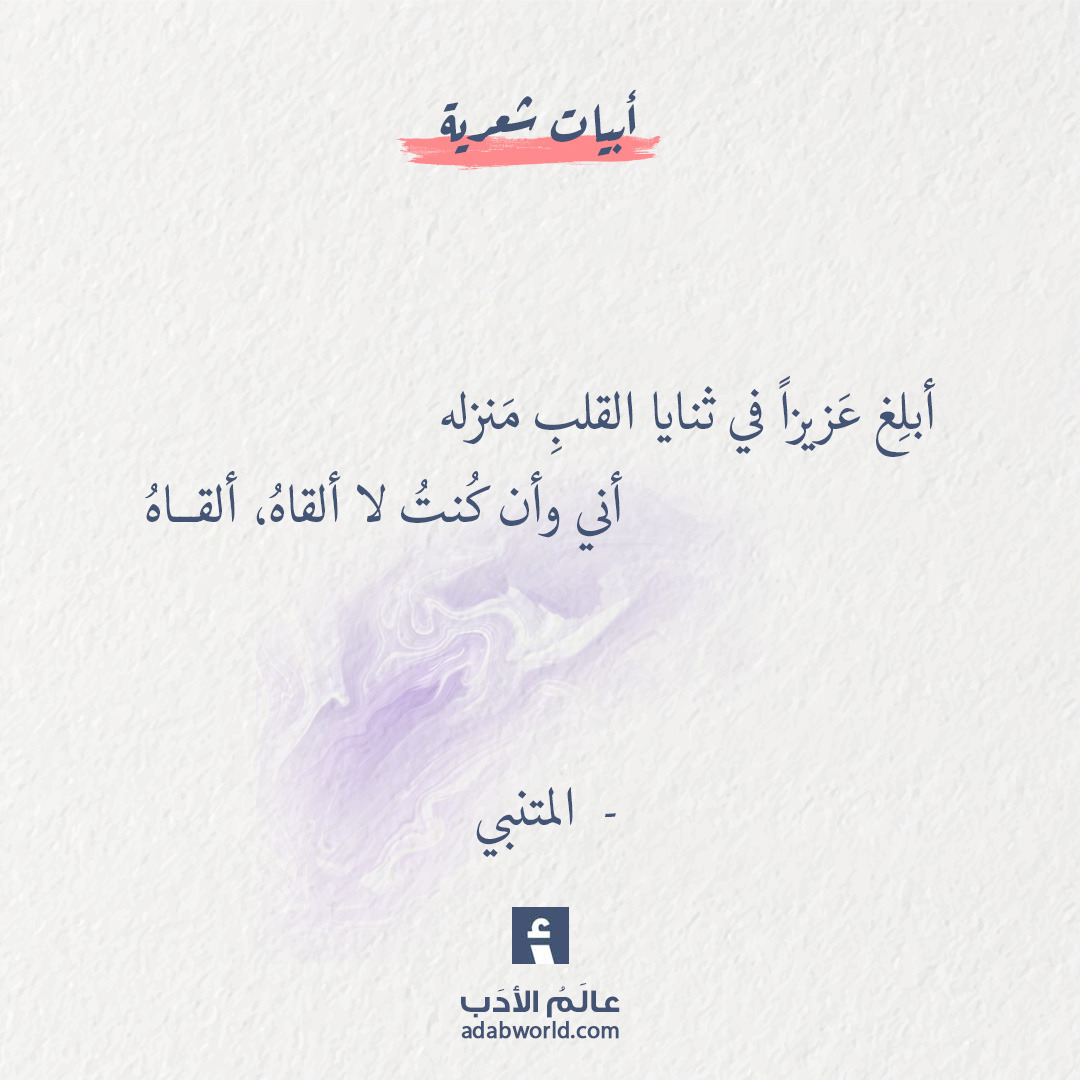 أبيات شعرية
أبلِغ عَزيزاً في ثنايا القلبِ مَنزله
أني وأن كُنتُ لا ألقاهُ، ألقـاهُ
- المتنبي
أ
عالَمُ الأدَب
adabworld.com